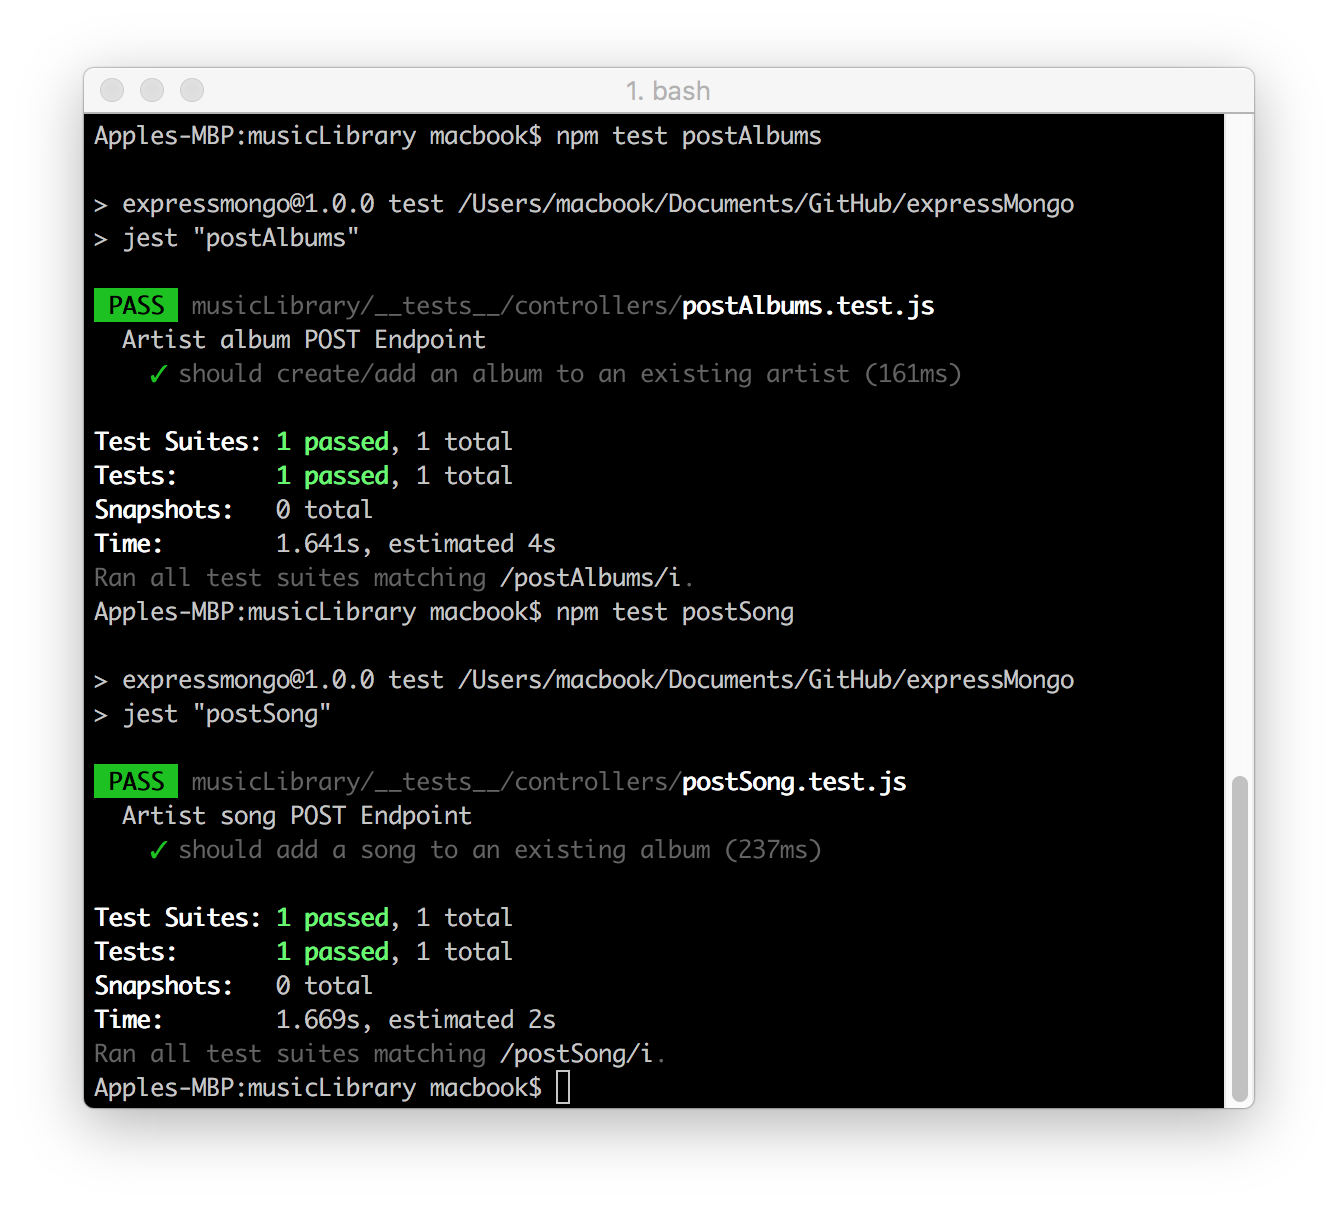 1. bash
Apples-MBP:musicLibrary macbook$ npm test postAlbums
> expressmongo@1.0.0 test /Users/macbook/Documents/GitHub/expressMongo
> jest "postAlbums"
PASS musicLibrary/__tests__/controllers/postAlbums.test.js
Artist album POST Endpoint
✓ should create/add an album to an existing artist (161ms)
Test Suites: 1 passed, 1 total
Tests: 1 passed, 1 total
Snapshots: 0 total
Time: 1.641s, estimated 4s
Ran all test suites matching /postAlbums/i.
Apples-MBP:musicLibrary macbook$ npm test postSong
> expressmongo@1.0.0 test /Users/macbook/Documents/GitHub/expressMongo
> jest "postSong"
PASS musicLibrary/__tests__/controllers/postSong.test.js
Artist song POST Endpoint
✓ should add a song to an existing album (237ms)
Test Suites: 1 passed, 1 total
Tests: 1 passed, 1 total
Snapshots: 0 total
Time: 1.669s, estimated 2s
Ran all test suites matching /postSong/i.
Apples-MBP:musicLibrary macbook$